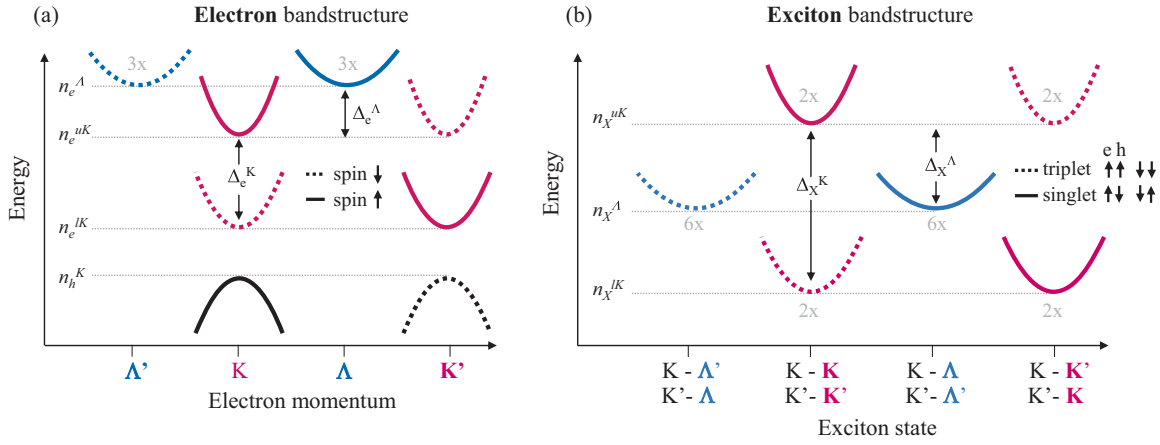 (a) Electron bandstructure
Energy
n_e^Λ
n_e^uK
n_e^lK
n_h^K
3x
3x
Δ_e^Λ
Δ_e^K
spin ↓
spin ↑
Λ' K Λ K'
Electron momentum
(b) Exciton bandstructure
Energy
n_X^uK
n_X^Λ
n_X^lK
2x
2x
6x
6x
2x
2x
Δ_X^K
Δ_X^Λ
e h
triplet ↑↑ ↓↓
singlet ↑↓ ↓↑
K - Λ' K - K K - Λ K - K'
K'- Λ K'- K' K'- Λ' K'- K
Exciton state